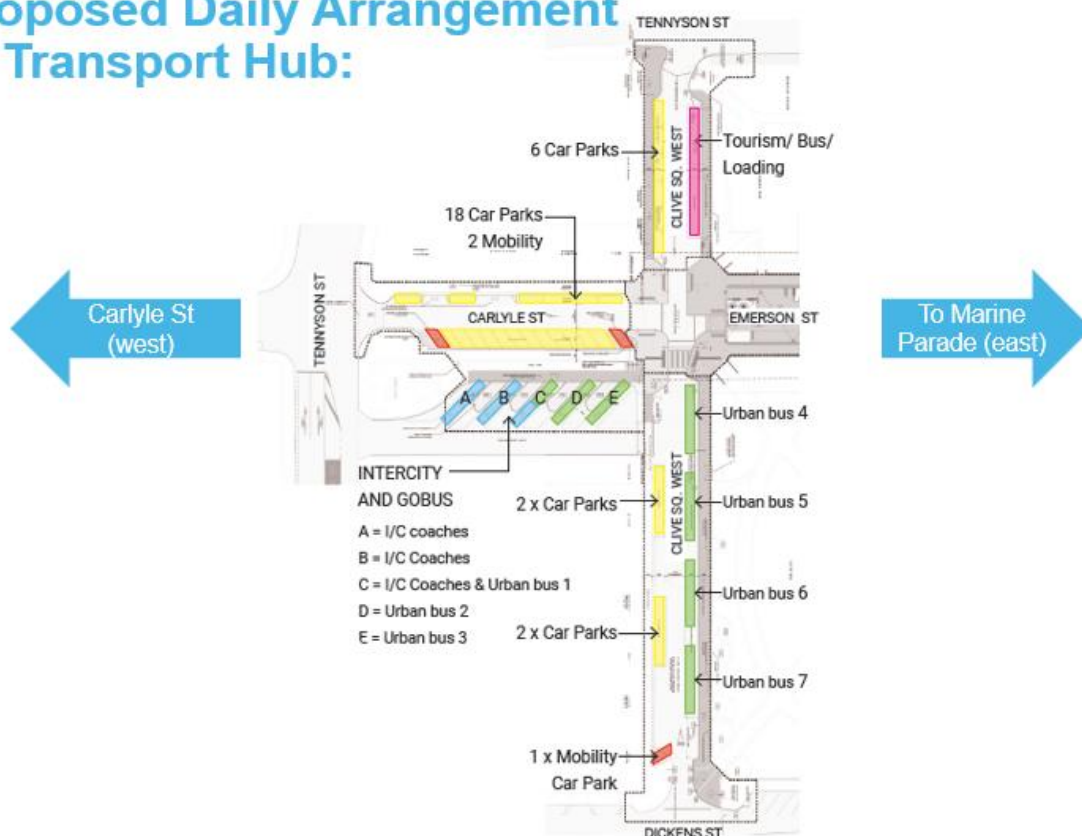 oposed Daily Arrangement
Transport Hub:
TENNYSON ST
6 Car Parks
CLIVE SQ. WEST
Tourism/ Bus/
Loading
18 Car Parks
2 Mobility
TENNYSON ST
Carlyle St
(west)
CARLYLE ST
EMERSON ST
To Marine
Parade (east)
A B C D E
Urban bus 4
INTERCITY
AND GOBUS
A = I/C coaches
B = I/C Coaches
C = I/C Coaches & Urban bus 1
D = Urban bus 2
E = Urban bus 3
2 x Car Parks
CLIVE SQ. WEST
Urban bus 5
Urban bus 6
2 x Car Parks
Urban bus 7
1 x Mobility
Car Park
DICKENS ST